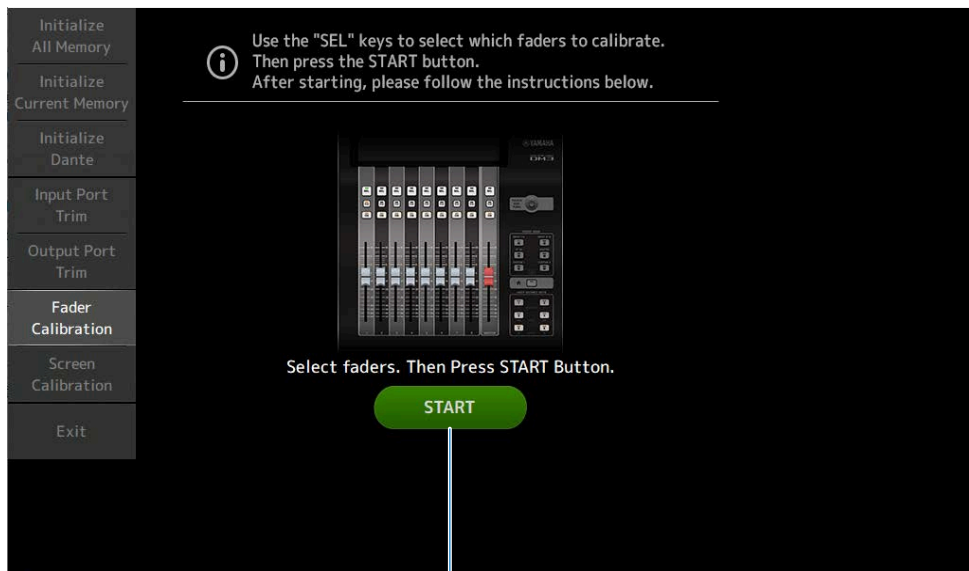 Initialize
All Memory
Initialize
Current Memory
Initialize
Dante
Input Port
Trim
Output Port
Trim
Fader
Calibration
Screen
Calibration
Exit
Use the "SEL" keys to select which faders to calibrate.
Then press the START button.
After starting, please follow the instructions below.
YAMAHA
DM3
Select faders. Then Press START Button.
START